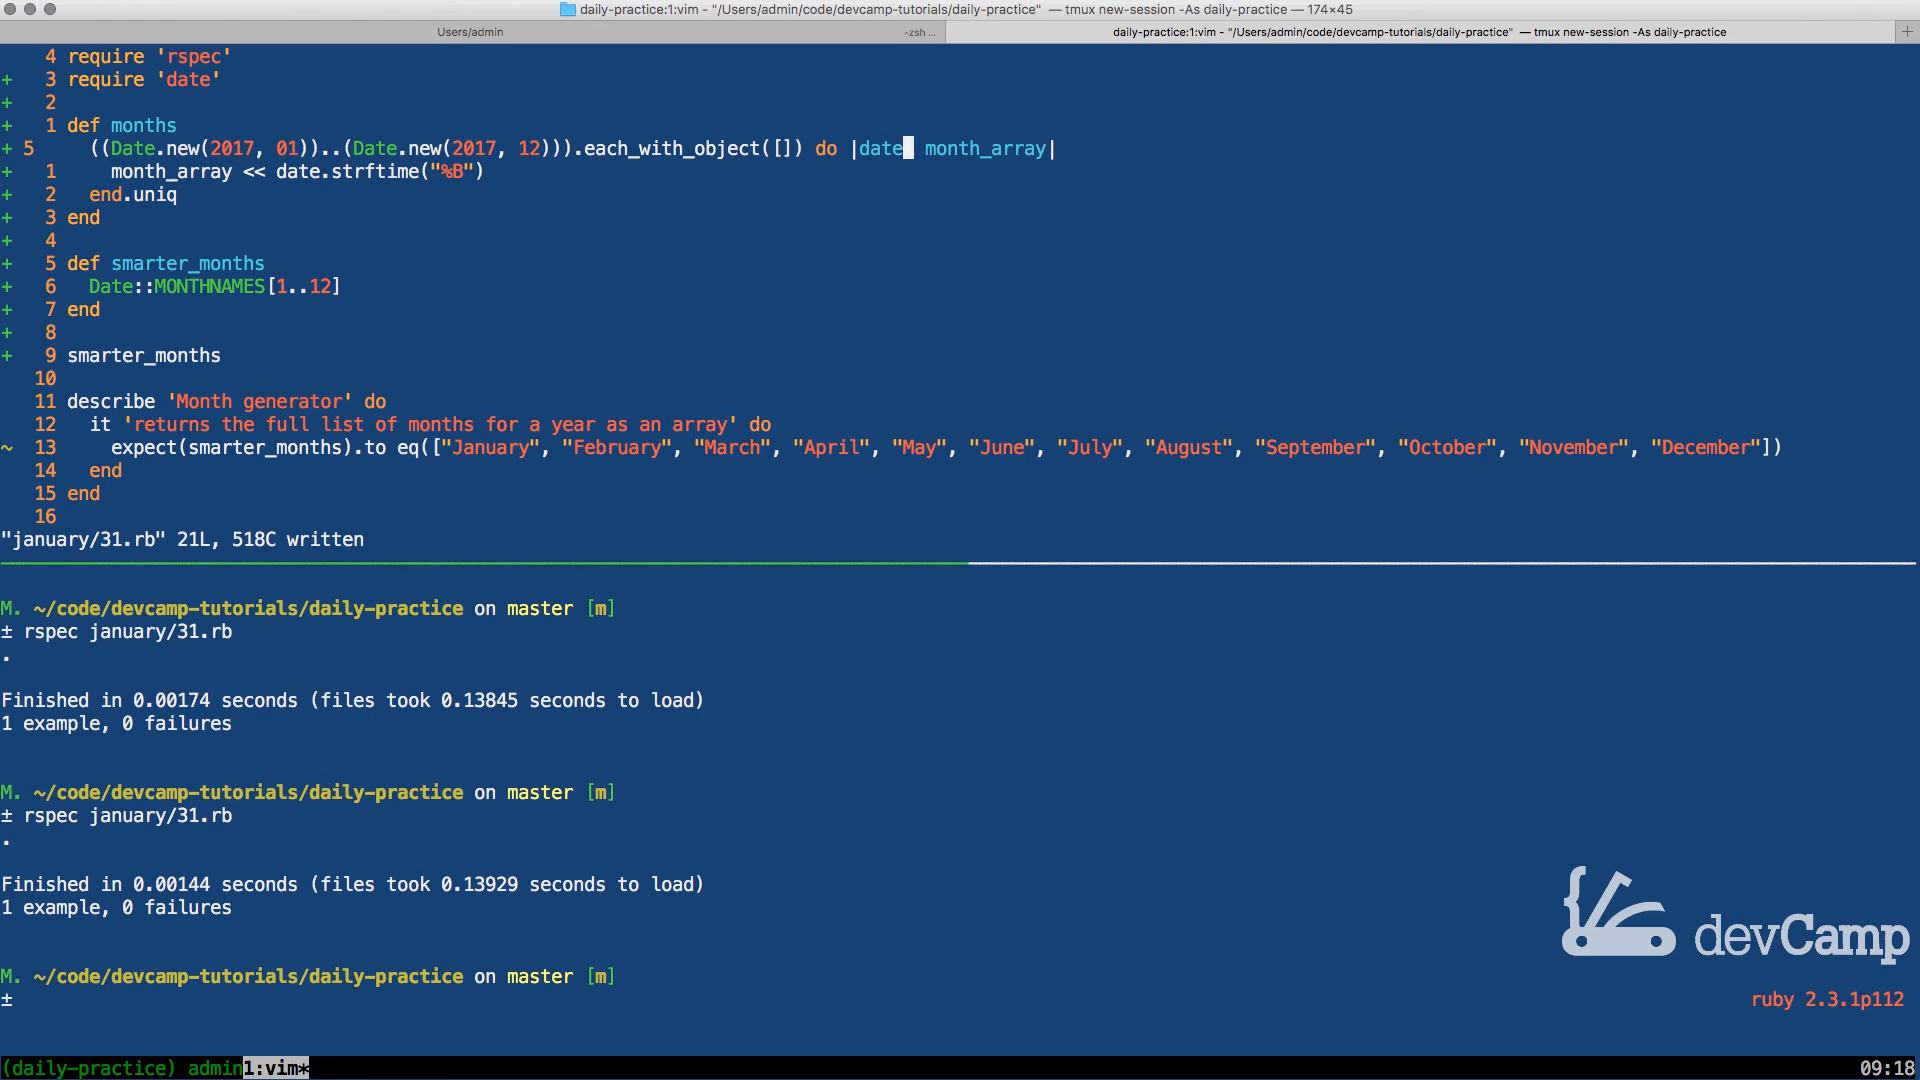 daily-practice:1:vim - "/Users/admin/code/devcamp-tutorials/daily-practice" — tmux new-session -As daily-practice — 174×45
Users/admin -zsh ... daily-practice:1:vim - "/Users/admin/code/devcamp-tutorials/daily-practice" — tmux new-session -As daily-practice +
4 require 'rspec'
+ 3 require 'date'
+ 2
+ 1 def months
+ 5 ((Date.new(2017, 01))..(Date.new(2017, 12))).each_with_object([]) do |date month_array|
+ 1 month_array << date.strftime("%B")
+ 2 end.uniq
+ 3 end
+ 4
+ 5 def smarter_months
+ 6 Date::MONTHNAMES[1..12]
+ 7 end
+ 8
+ 9 smarter_months
10
11 describe 'Month generator' do
12 it 'returns the full list of months for a year as an array' do
~ 13 expect(smarter_months).to eq(["January", "February", "March", "April", "May", "June", "July", "August", "September", "October", "November", "December"])
14 end
15 end
16
"january/31.rb" 21L, 518C written
M. ~/code/devcamp-tutorials/daily-practice on master [m]
± rspec january/31.rb
.
Finished in 0.00174 seconds (files took 0.13845 seconds to load)
1 example, 0 failures
M. ~/code/devcamp-tutorials/daily-practice on master [m]
± rspec january/31.rb
.
Finished in 0.00144 seconds (files took 0.13929 seconds to load)
1 example, 0 failures
devCamp
M. ~/code/devcamp-tutorials/daily-practice on master [m]
± ruby 2.3.1p112
(daily-practice) admin1:vim* 09:18